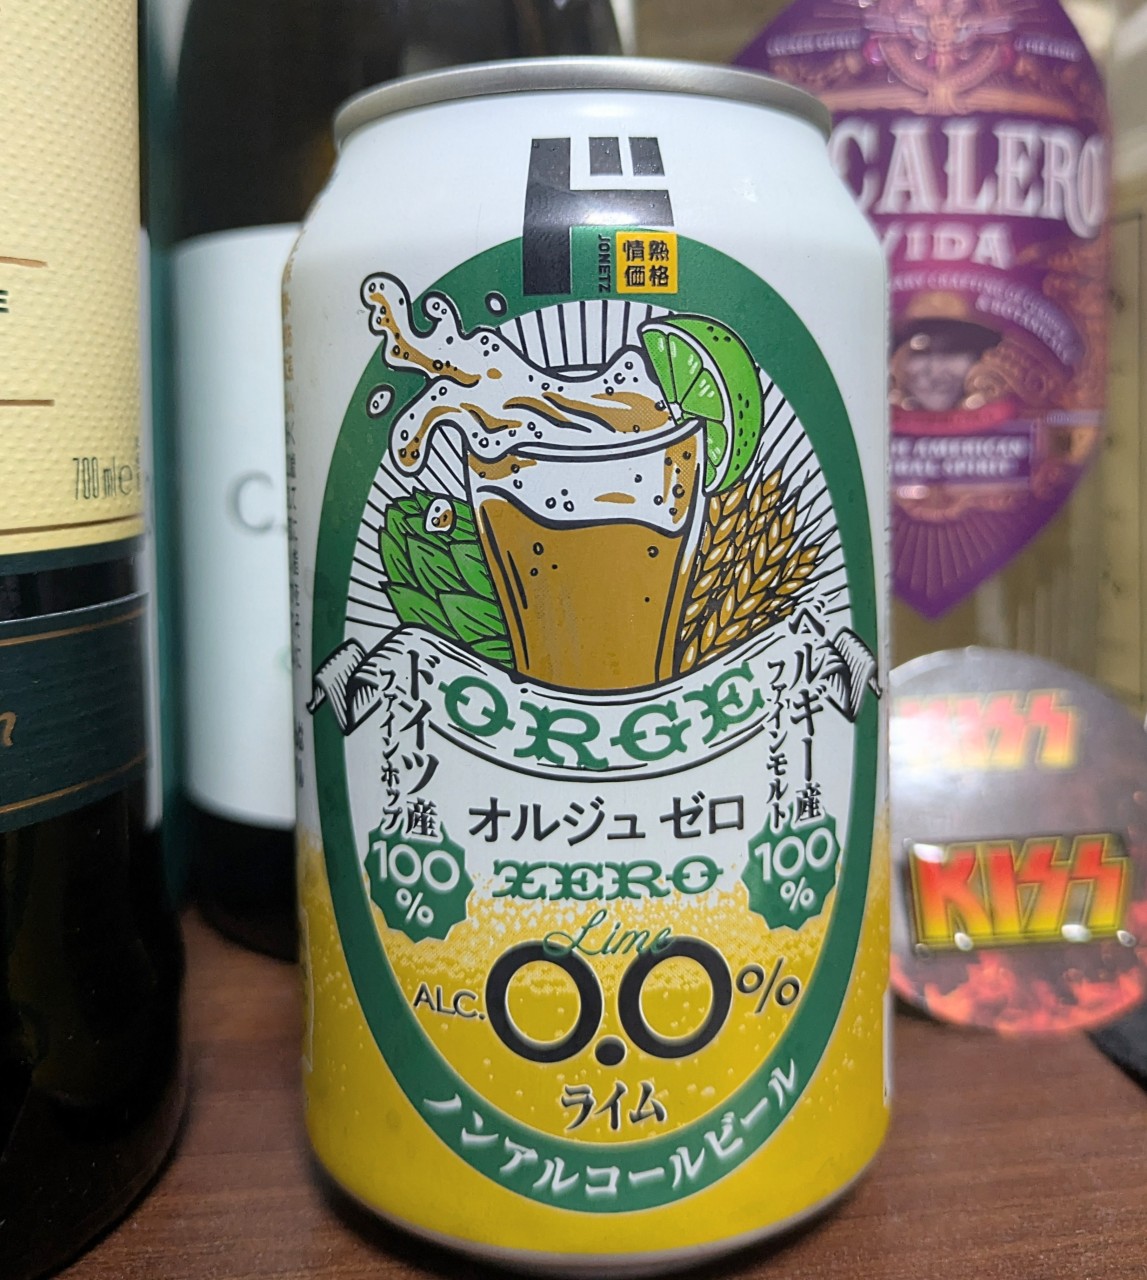 ド
JONETZ
情熱
価格
ORGE
ドイツ産
ファインホップ
100
%
ベルギー産
ファインモルト
100
%
オルジュ ゼロ
ZERO
Lime
ALC. 0.0%
ライム
ノンアルコールビール
700 ml e
CALERO
VIDA
AMERICAN
KISS
KISS